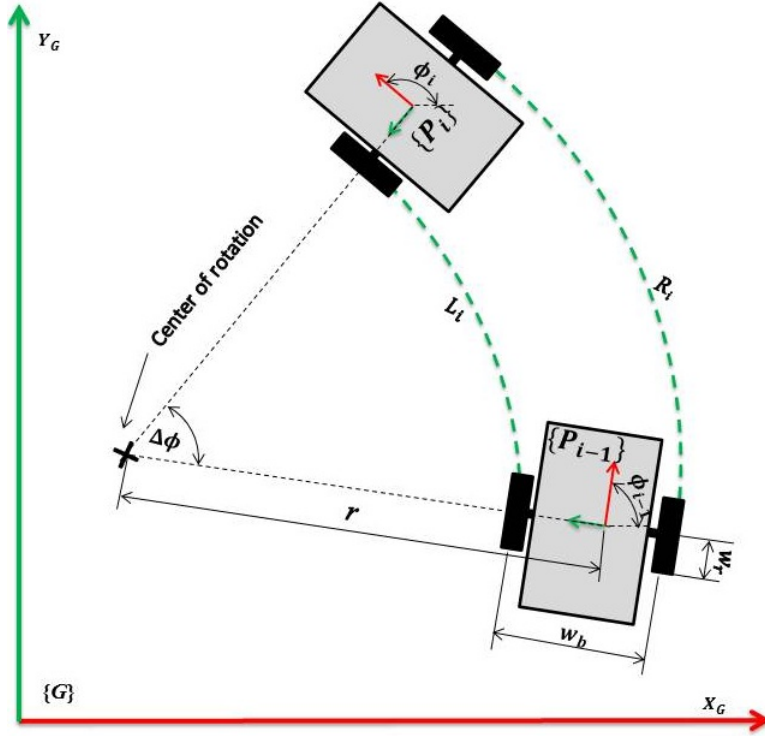 Y_G
ϕ_i
{P_i}
Center of rotation
L_i
R_i
Δϕ
{P_{i-1}}
ϕ_{i-1}
r
w_r
w_b
{G}
X_G